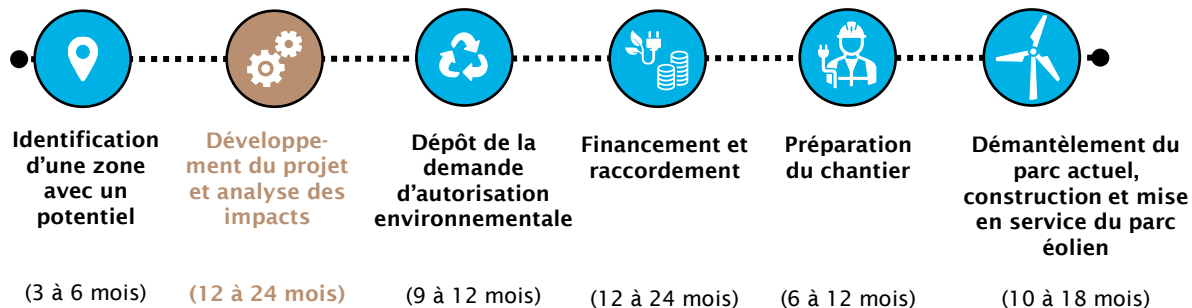 Identification
d'une zone
avec un
potentiel
(3 à 6 mois)
Développe-
ment du projet
et analyse des
impacts
(12 à 24 mois)
Dépôt de la
demande
d'autorisation
environnementale
(9 à 12 mois)
Financement et
raccordement
(12 à 24 mois)
Préparation
du chantier
(6 à 12 mois)
Démantèlement du
parc actuel,
construction et mise
en service du parc
éolien
(10 à 18 mois)